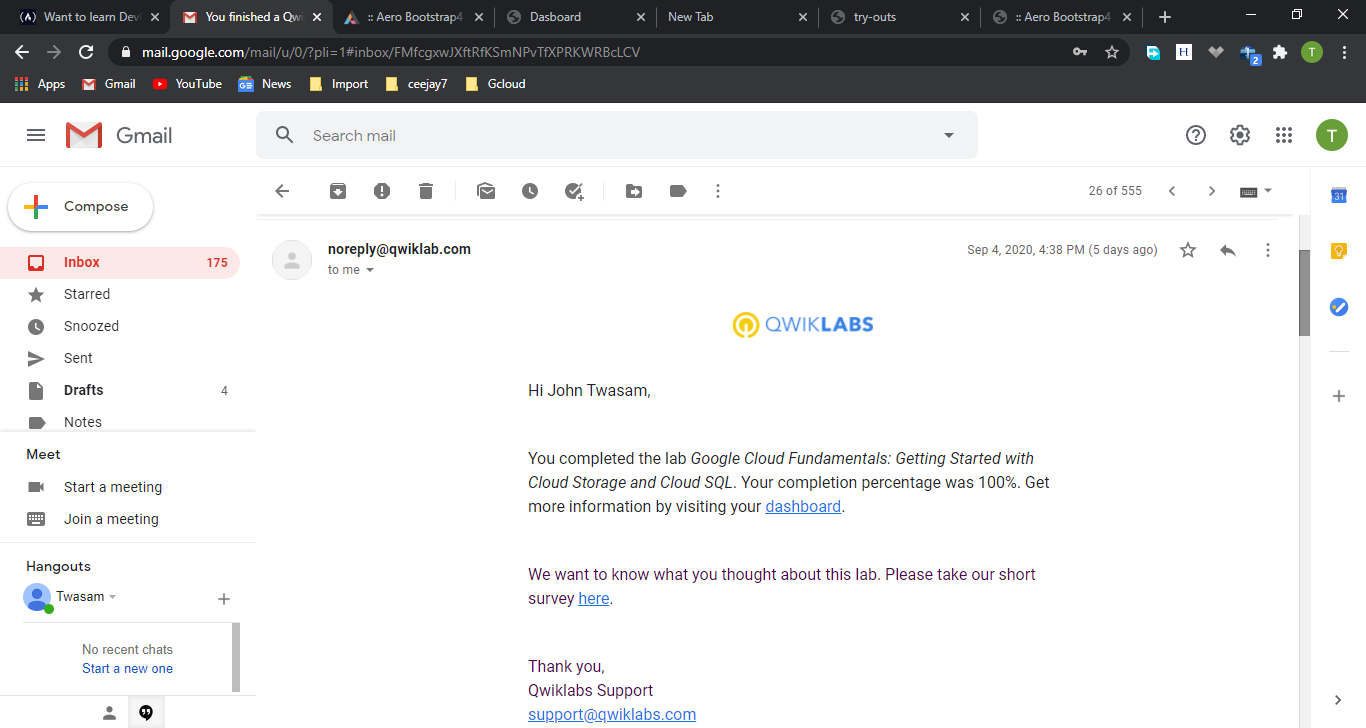 Want to learn Dev
You finished a Qwi
:: Aero Bootstrap4
Dasboard
New Tab
try-outs
:: Aero Bootstrap4
mail.google.com/mail/u/0/?pli=1#inbox/FMfcgxwJXftRfKSmNPvTfXPRKWRBcLCV
H
2
T
Apps
Gmail
YouTube
GE
News
Import
ceejay7
Gcloud
Gmail
Search mail
T
Compose
26 of 555
31
Inbox 175
Starred
Snoozed
Sent
Drafts 4
Notes
Meet
Start a meeting
Join a meeting
Hangouts
Twasam
No recent chats
Start a new one
noreply@qwiklab.com
Sep 4, 2020, 4:38 PM (5 days ago)
to me
QWIKLABS
Hi John Twasam,
You completed the lab Google Cloud Fundamentals: Getting Started with
Cloud Storage and Cloud SQL. Your completion percentage was 100%. Get
more information by visiting your dashboard.
We want to know what you thought about this lab. Please take our short
survey here.
Thank you,
Qwiklabs Support
support@qwiklabs.com